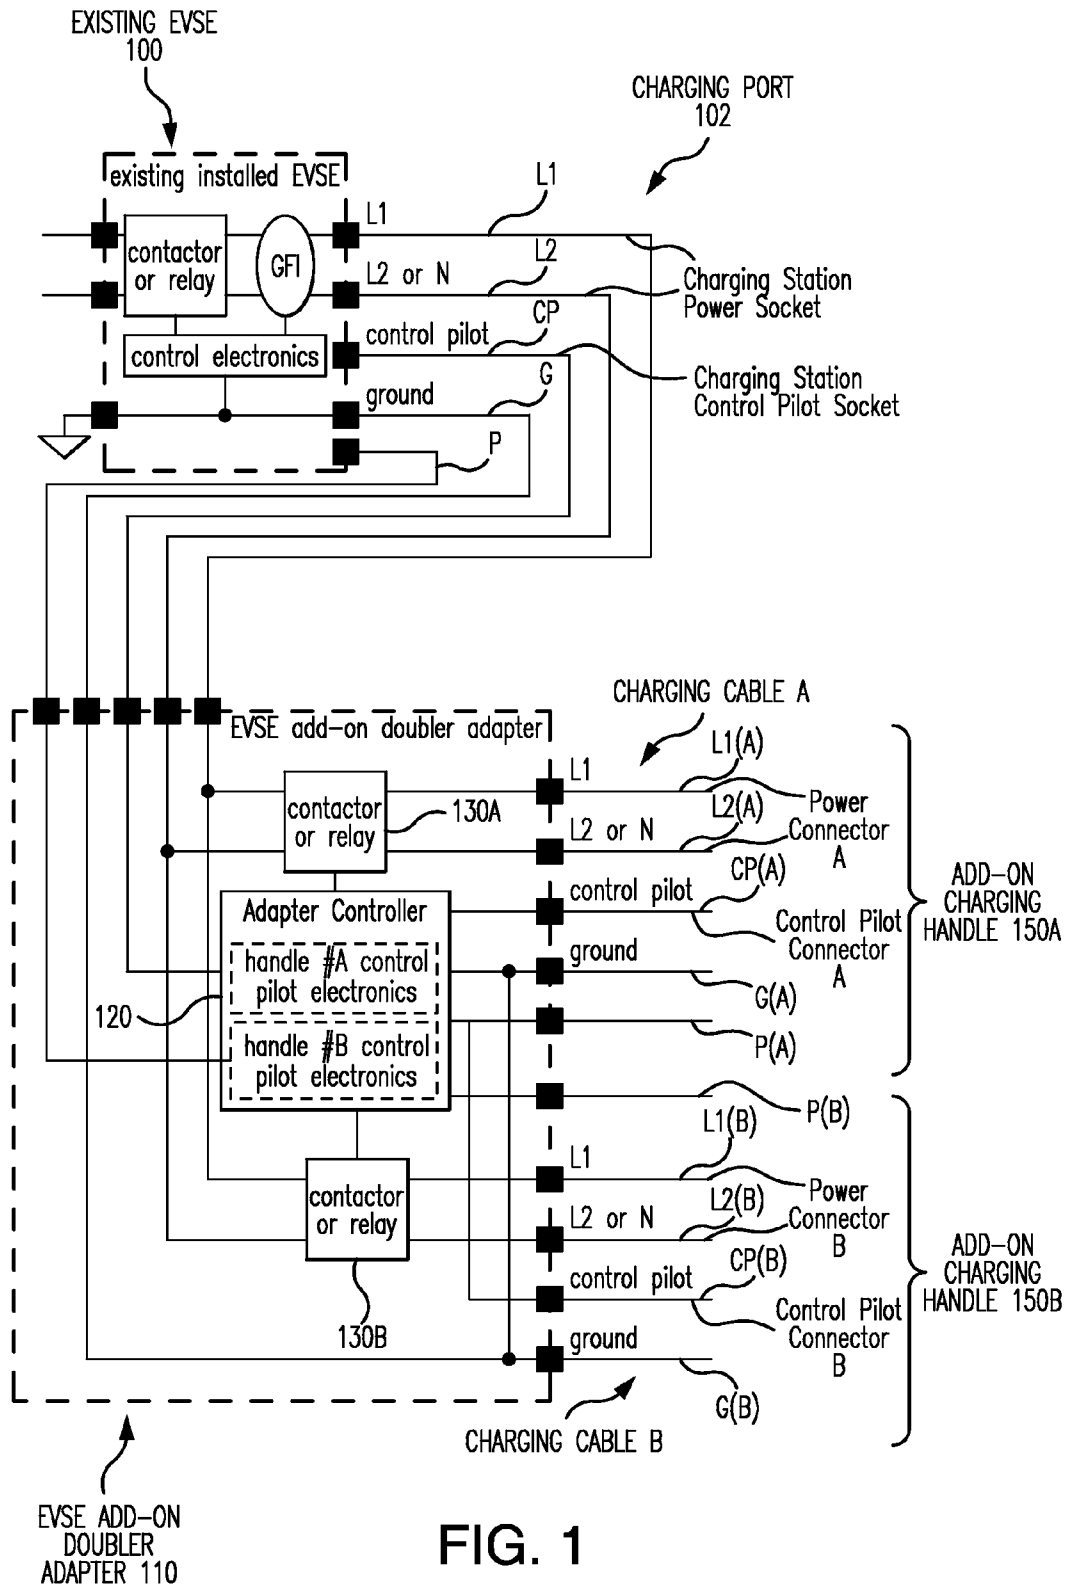 EXISTING EVSE
100
CHARGING PORT
102
existing installed EVSE
contactor
or relay
GFI
control electronics
L1
L1
L2 or N
L2
control pilot
CP
ground
G
P
Charging Station
Power Socket
Charging Station
Control Pilot Socket
CHARGING CABLE A
EVSE add-on doubler adapter
contactor
or relay
130A
Adapter Controller
handle #A control
pilot electronics
handle #B control
pilot electronics
120
contactor
or relay
130B
L1
L1(A)
L2 or N
L2(A)
Power
Connector
A
control pilot
CP(A)
Control Pilot
Connector
A
ground
G(A)
P(A)
ADD-ON
CHARGING
HANDLE 150A
P(B)
L1
L1(B)
L2 or N
L2(B)
Power
Connector
B
control pilot
CP(B)
Control Pilot
Connector
B
ground
G(B)
ADD-ON
CHARGING
HANDLE 150B
CHARGING CABLE B
EVSE ADD-ON
DOUBLER
ADAPTER 110
FIG. 1